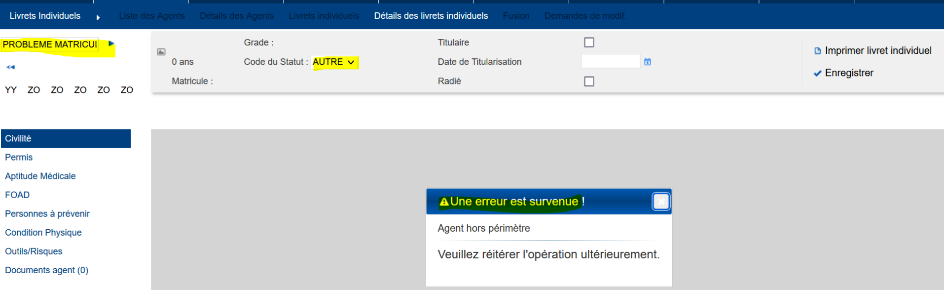 Livrets Individuels Liste des Agents Détails des Agents Livrets individuels Détails des livrets individuels Fusion Demandes de modif.
PROBLEME MATRICUI
YY ZO ZO ZO ZO ZO
Grade :
Titulaire
0 ans
Code du Statut : AUTRE
Date de Titularisation
Matricule :
Radié
Imprimer livret individuel
Enregistrer
Civilité
Permis
Aptitude Médicale
FOAD
Personnes à prévenir
Condition Physique
Outils/Risques
Documents agent (0)
Une erreur est survenue !
Agent hors périmètre
Veuillez réitérer l'opération ultérieurement.